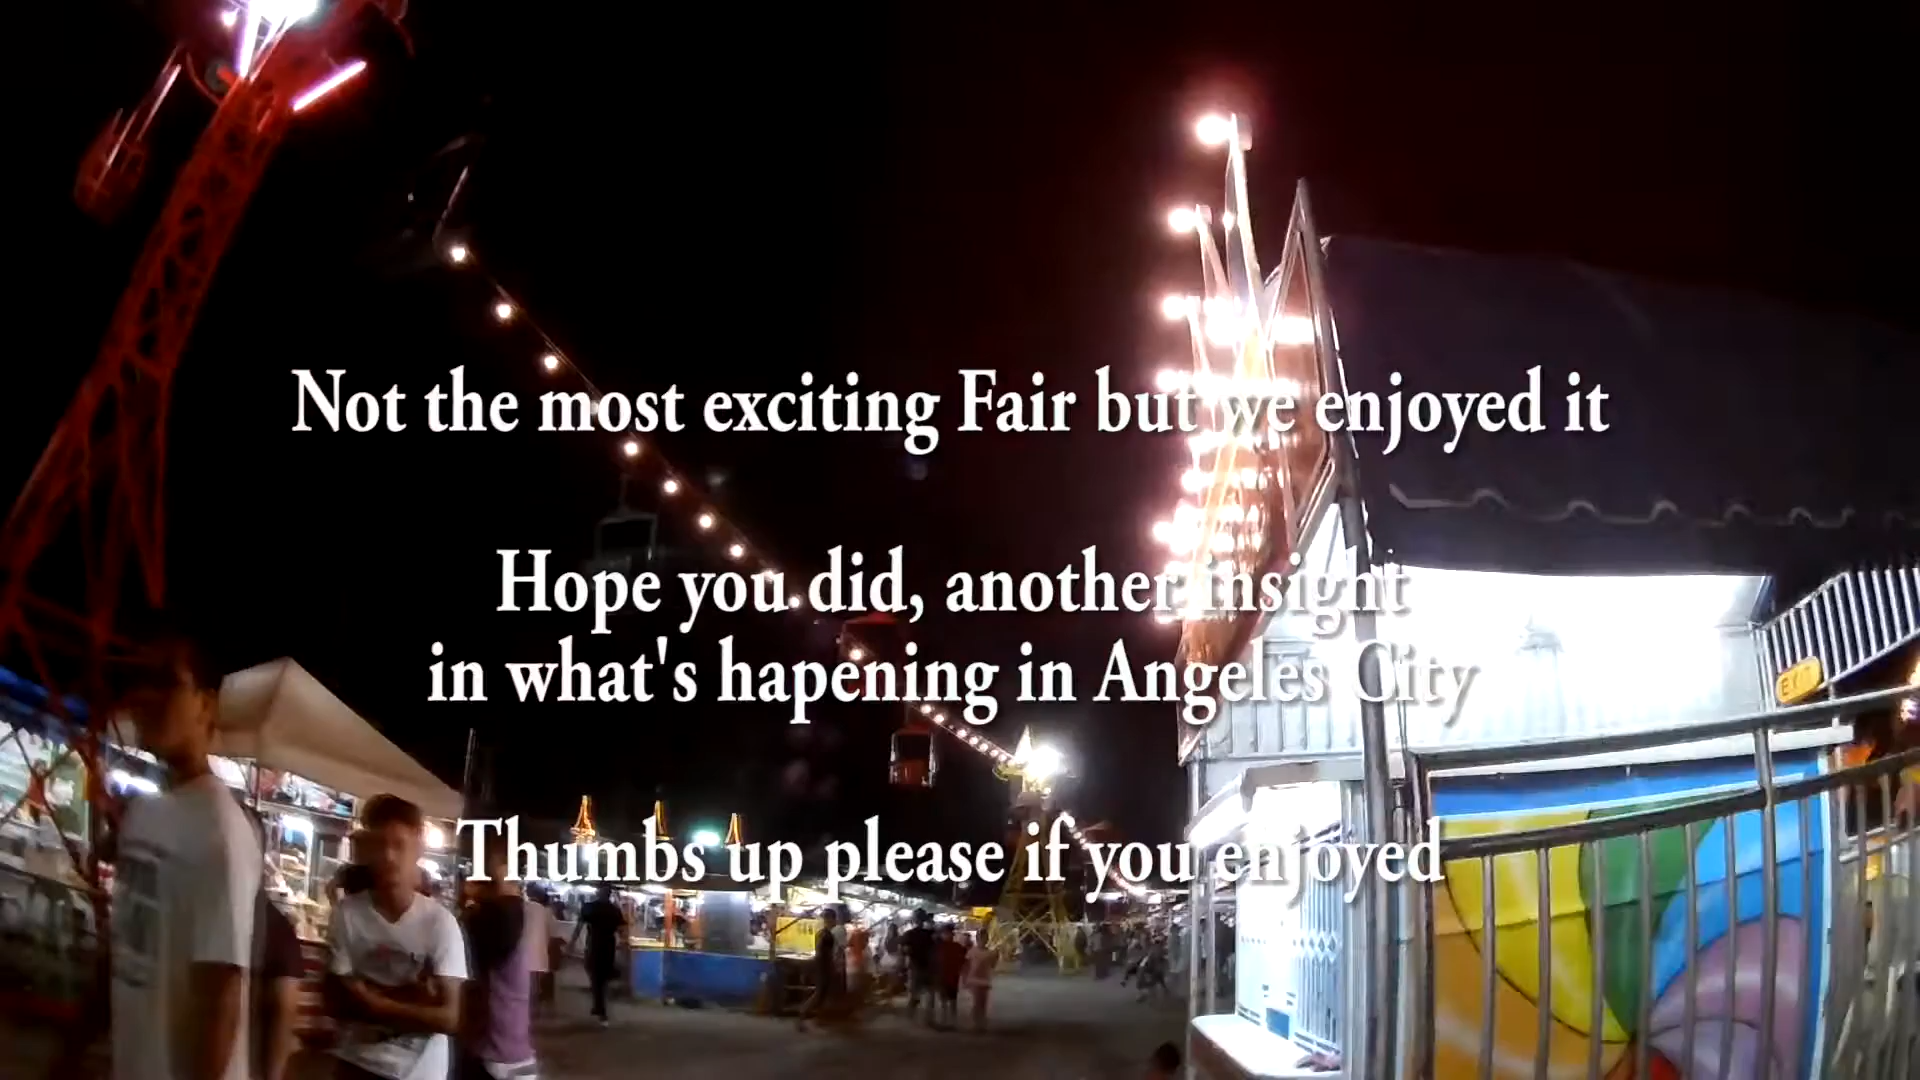 Not the most exciting Fair but we enjoyed it
Hope you did, another insight
in what's hapening in Angeles City
Thumbs up please if you enjoyed
EXIT